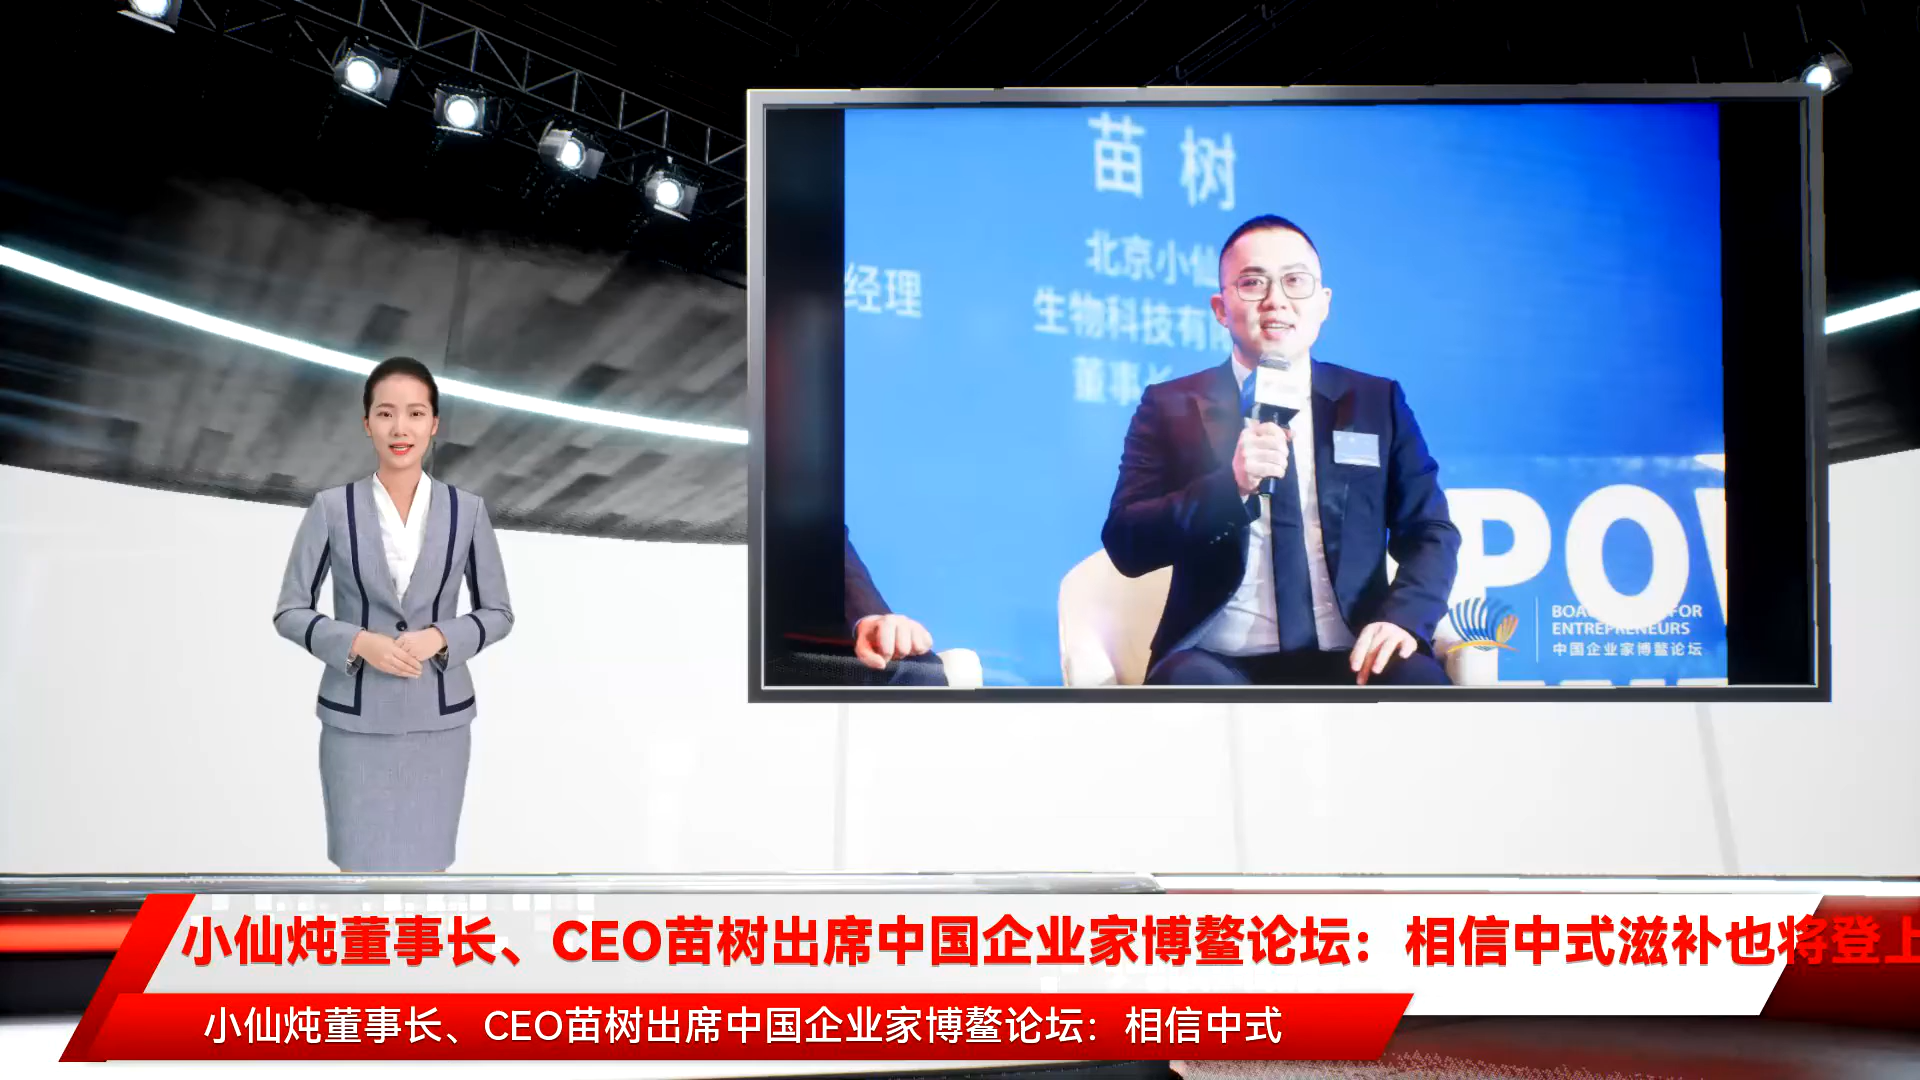 苗 树
北京小仙
经理
生物科技有限
董事长
POW
FOR
ENTREPRENEURS
中国企业家博鳌论坛
小仙炖董事长、CEO苗树出席中国企业家博鳌论坛：相信中式滋补也将登上
小仙炖董事长、CEO苗树出席中国企业家博鳌论坛：相信中式